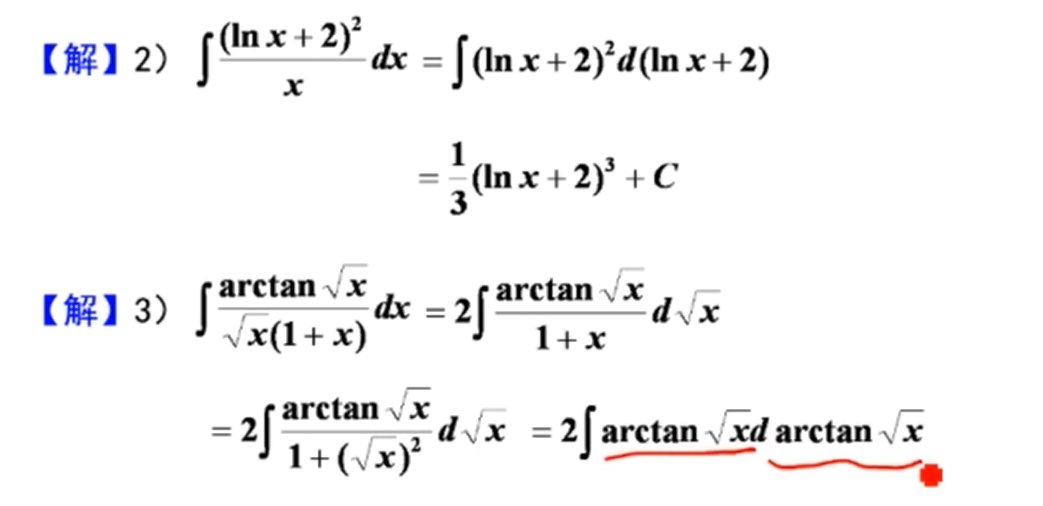 【解】2) ∫ (ln x + 2)² / x dx = ∫ (ln x + 2)² d(ln x + 2)
= 1/3 (ln x + 2)³ + C
【解】3) ∫ arctan √x / √x(1 + x) dx = 2∫ arctan √x / 1 + x d√x
= 2∫ arctan √x / 1 + (√x)² d√x = 2∫ arctan √x d arctan √x